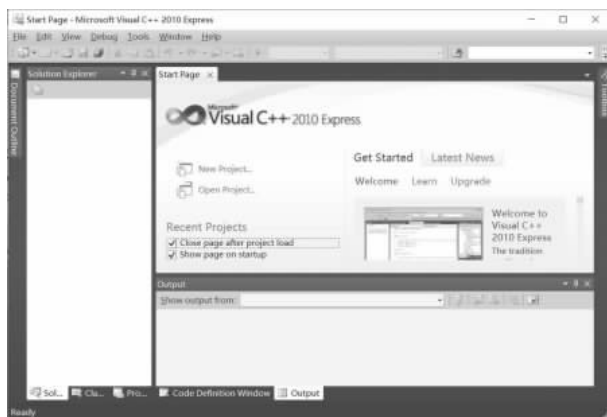 Start Page - Microsoft Visual C++ 2010 Express
File Edit View Debug Tools Window Help
Solution Explorer
Start Page
Document Outline
Toolbox
Microsoft
Visual C++ 2010 Express
New Project...
Open Project...
Get Started Latest News
Welcome Learn Upgrade
Recent Projects
Close page after project load
Show page on startup
Welcome to
Visual C++
2010 Express
The tradition
Output
Show output from:
Sol... Cla... Pro... Code Definition Window Output
Ready